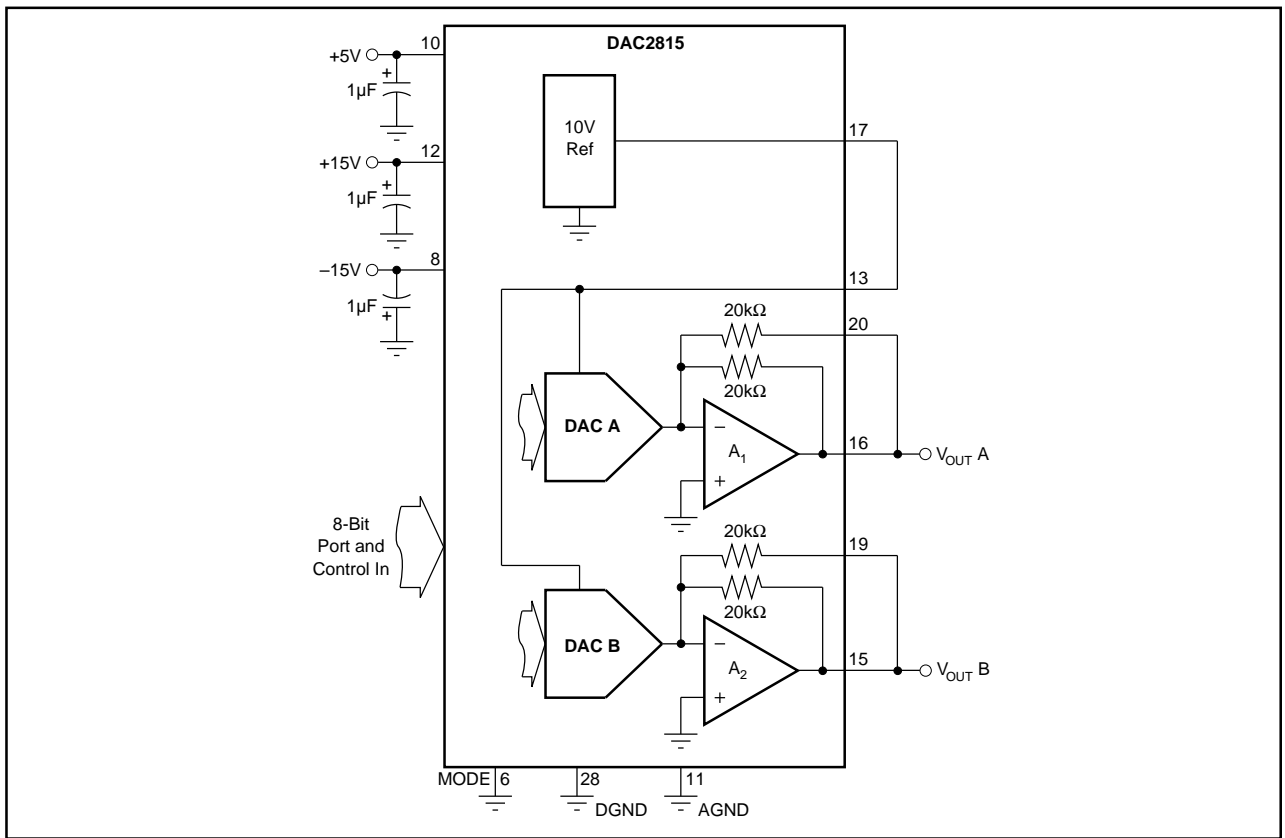 DAC2815
+5V
10
+
1µF
10V
Ref
17
+15V
12
+
1µF
–15V
8
1µF
+
13
20kΩ
20
20kΩ
DAC A
–
A1
+
16
VOUT A
8-Bit
Port and
Control In
20kΩ
19
20kΩ
DAC B
–
A2
+
15
VOUT B
MODE 6
28
DGND
11
AGND